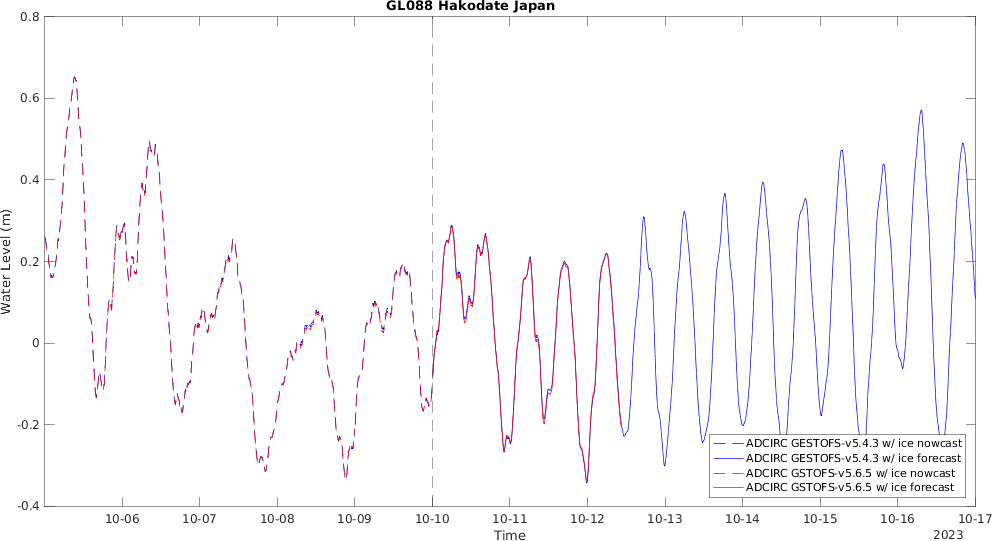 GL088 Hakodate Japan
Water Level (m)
0.8
0.6
0.4
0.2
0
-0.2
-0.4
ADCIRC GESTOFS-v5.4.3 w/ ice nowcast
ADCIRC GESTOFS-v5.4.3 w/ ice forecast
ADCIRC GSTOFS-v5.6.5 w/ ice nowcast
ADCIRC GSTOFS-v5.6.5 w/ ice forecast
10-06 10-07 10-08 10-09 10-10 10-11 10-12 10-13 10-14 10-15 10-16 10-17
Time
2023